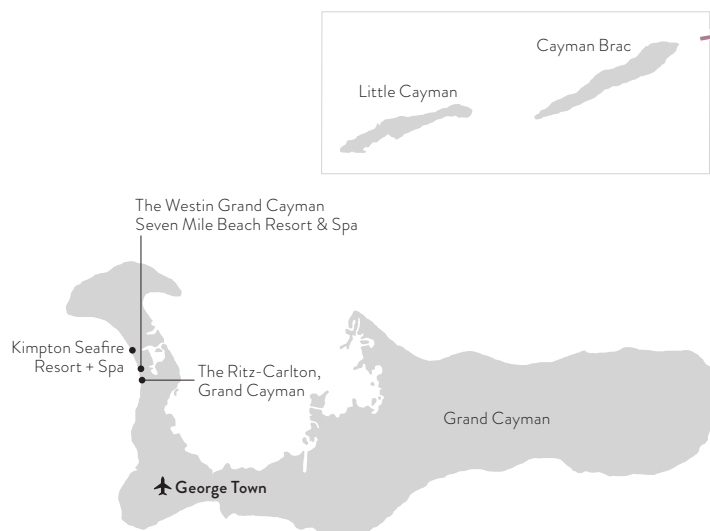 Cayman Brac
Little Cayman
The Westin Grand Cayman
Seven Mile Beach Resort & Spa
Kimpton Seafire
Resort + Spa
The Ritz-Carlton,
Grand Cayman
Grand Cayman
George Town